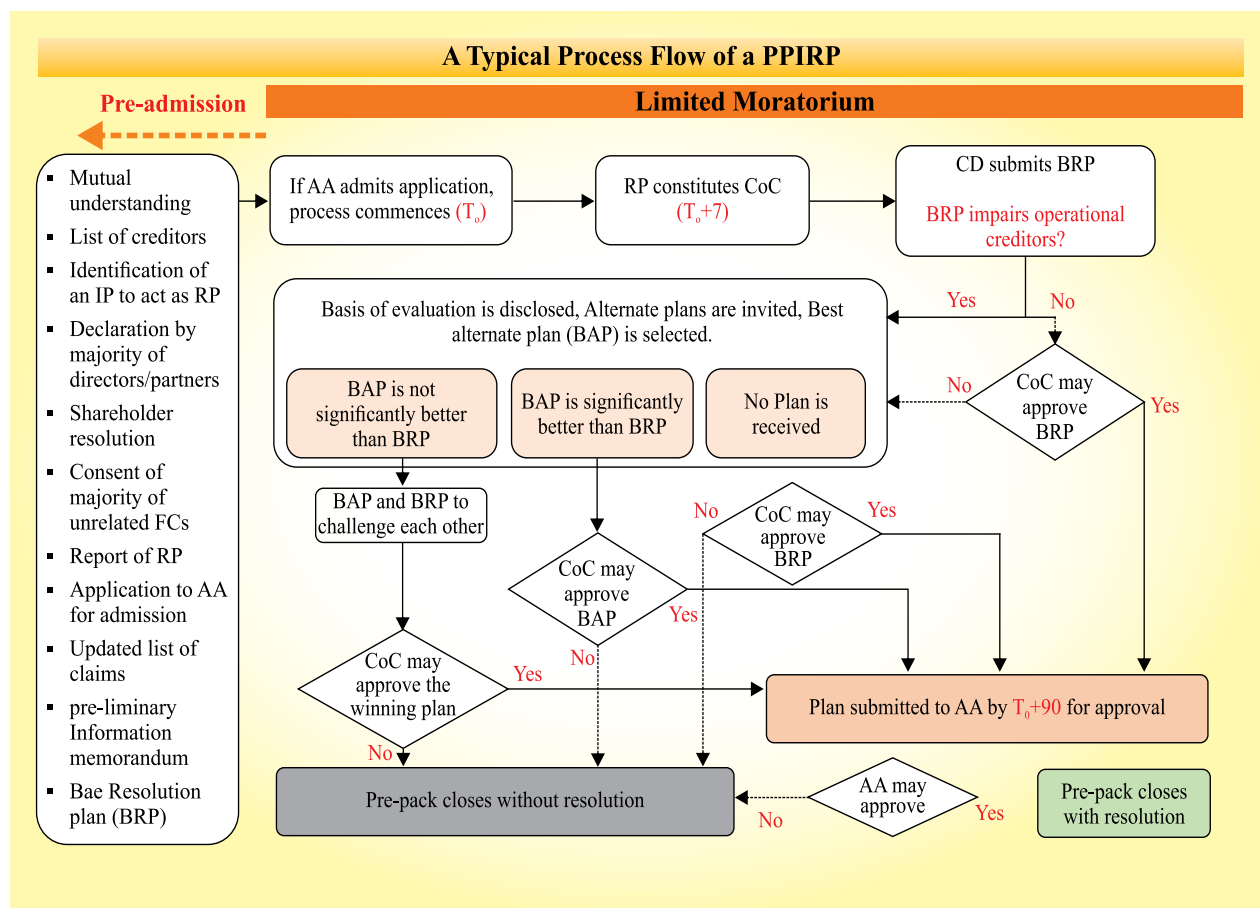 A Typical Process Flow of a PPIRP
Pre-admission
Limited Moratorium
▪ Mutual
understanding
▪ List of creditors
▪ Identification of
an IP to act as RP
▪ Declaration by
majority of
directors/partners
▪ Shareholder
resolution
▪ Consent of
majority of
unrelated FCs
▪ Report of RP
▪ Application to AA
for admission
▪ Updated list of
claims
▪ pre-liminary
Information
memorandum
▪ Bae Resolution
plan (BRP)
If AA admits application,
process commences (T₀)
RP constitutes CoC
(T₀+7)
CD submits BRP
BRP impairs operational
creditors?
Yes
No
Basis of evaluation is disclosed, Alternate plans are invited, Best
alternate plan (BAP) is selected.
BAP is not
significantly better
than BRP
BAP is significantly
better than BRP
No Plan is
received
No
CoC may
approve
BRP
Yes
BAP and BRP to
challenge each other
No
CoC may
approve
BRP
Yes
CoC may
approve
BAP
Yes
No
CoC may
approve the
winning plan
Yes
No
Plan submitted to AA by T₀+90 for approval
Pre-pack closes without resolution
No
AA may
approve
Yes
Pre-pack closes
with resolution